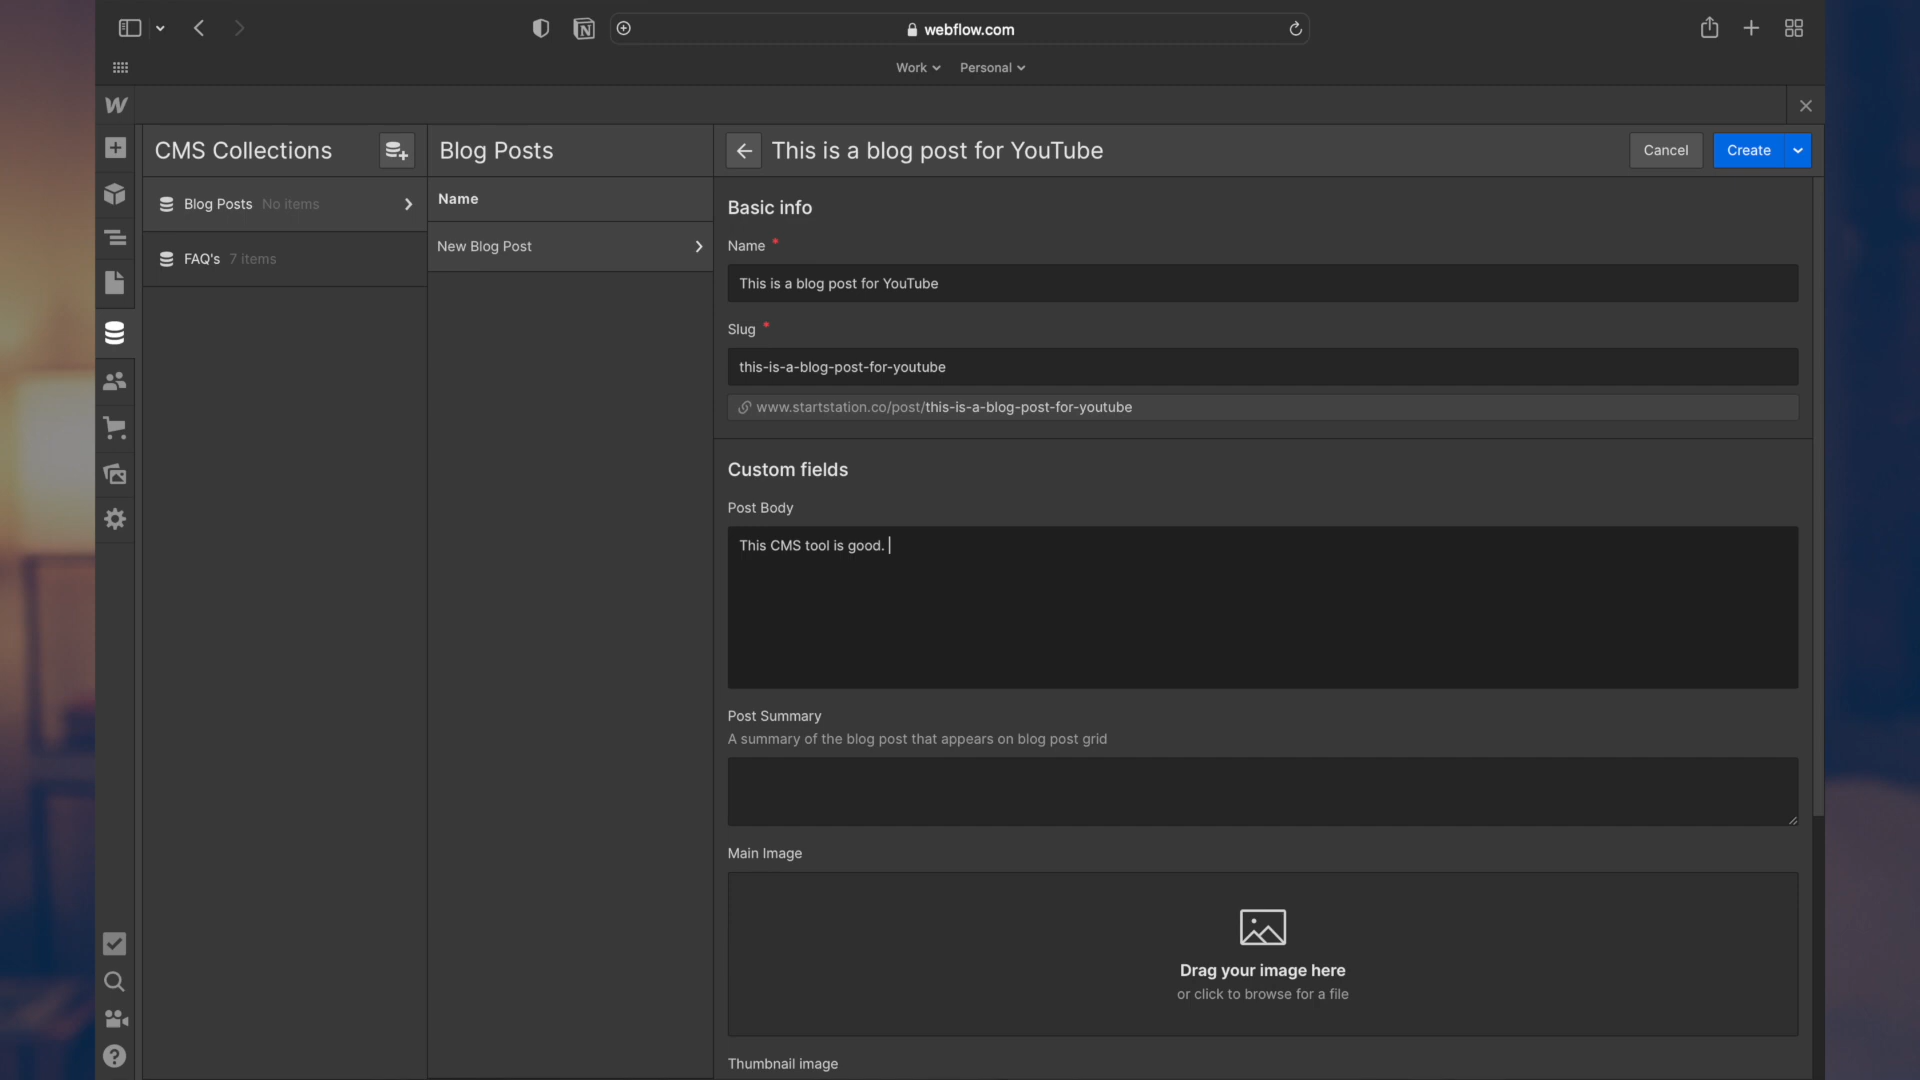 webflow.com
Work
Personal
CMS Collections
Blog Posts No items
FAQ's 7 items
Blog Posts
Name
New Blog Post
This is a blog post for YouTube
Cancel
Create
Basic info
Name *
This is a blog post for YouTube
Slug *
this-is-a-blog-post-for-youtube
www.startstation.co/post/this-is-a-blog-post-for-youtube
Custom fields
Post Body
This CMS tool is good.
Post Summary
A summary of the blog post that appears on blog post grid
Main Image
Drag your image here
or click to browse for a file
Thumbnail image